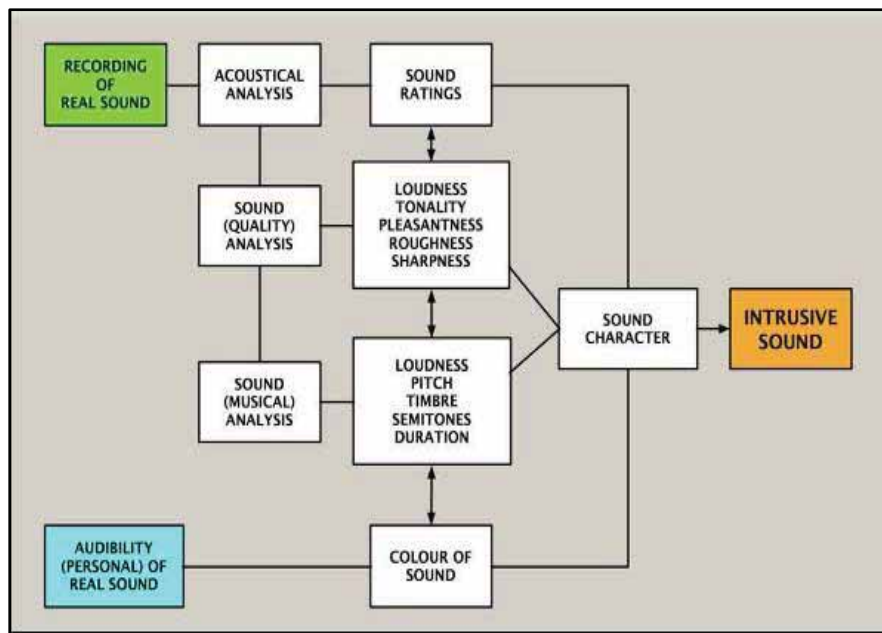 RECORDING
OF
REAL SOUND
ACOUSTICAL
ANALYSIS
SOUND
RATINGS
SOUND
(QUALITY)
ANALYSIS
LOUDNESS
TONALITY
PLEASANTNESS
ROUGHNESS
SHARPNESS
SOUND
(MUSICAL)
ANALYSIS
LOUDNESS
PITCH
TIMBRE
SEMITONES
DURATION
SOUND
CHARACTER
INTRUSIVE
SOUND
AUDIBILITY
(PERSONAL) OF
REAL SOUND
COLOUR OF
SOUND